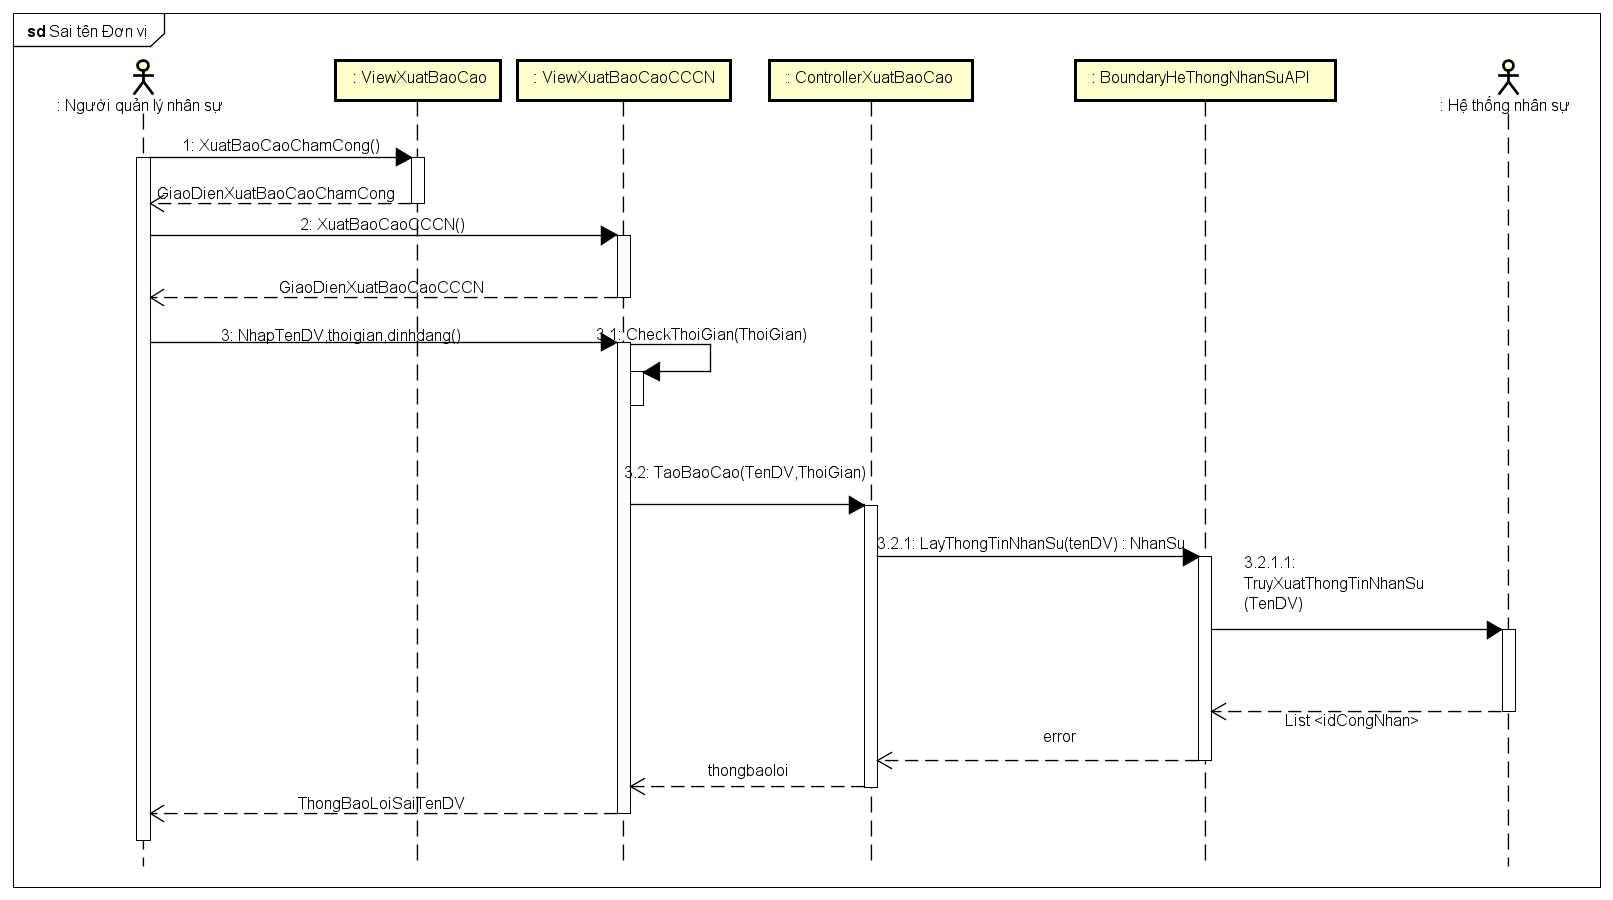 sd Sai tên Đơn vị
: Người quản lý nhân sự
: ViewXuatBaoCao
: ViewXuatBaoCaoCCCN
: ControllerXuatBaoCao
: BoundaryHeThongNhanSuAPI
: Hệ thống nhân sự
1: XuatBaoCaoChamCong()
GiaoDienXuatBaoCaoChamCong
2: XuatBaoCaoCCCN()
GiaoDienXuatBaoCaoCCCN
3: NhapTenDV,thoigian,dinhdang()
3.1: CheckThoiGian(ThoiGian)
3.2: TaoBaoCao(TenDV,ThoiGian)
3.2.1: LayThongTinNhanSu(tenDV) : NhanSu
3.2.1.1:
TruyXuatThongTinNhanSu
(TenDV)
List <idCongNhan>
error
thongbaoloi
ThongBaoLoiSaiTenDV